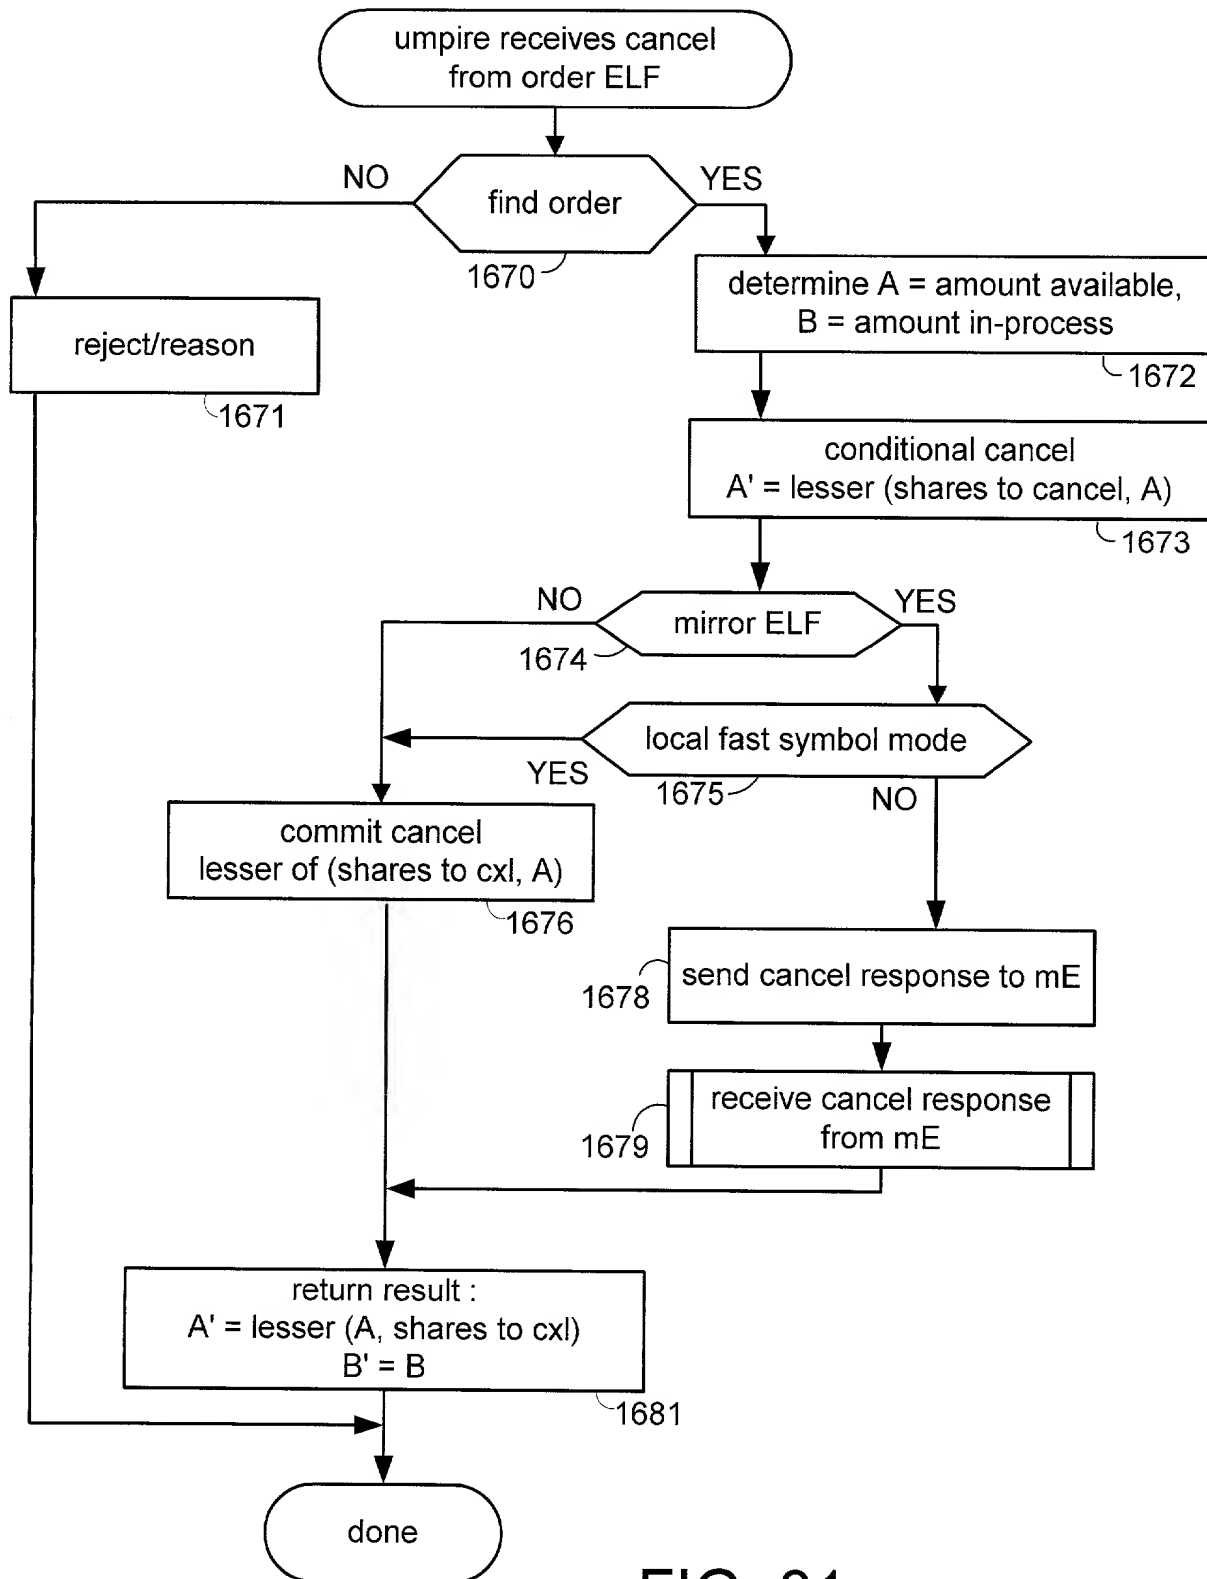 umpire receives cancel
from order ELF
NO
YES
find order
1670
determine A = amount available,
B = amount in-process
1672
reject/reason
1671
conditional cancel
A' = lesser (shares to cancel, A)
1673
NO
YES
mirror ELF
1674
local fast symbol mode
YES
1675
NO
commit cancel
lesser of (shares to cxl, A)
1676
send cancel response to mE
1678
receive cancel response
from mE
1679
return result :
A' = lesser (A, shares to cxl)
B' = B
1681
done